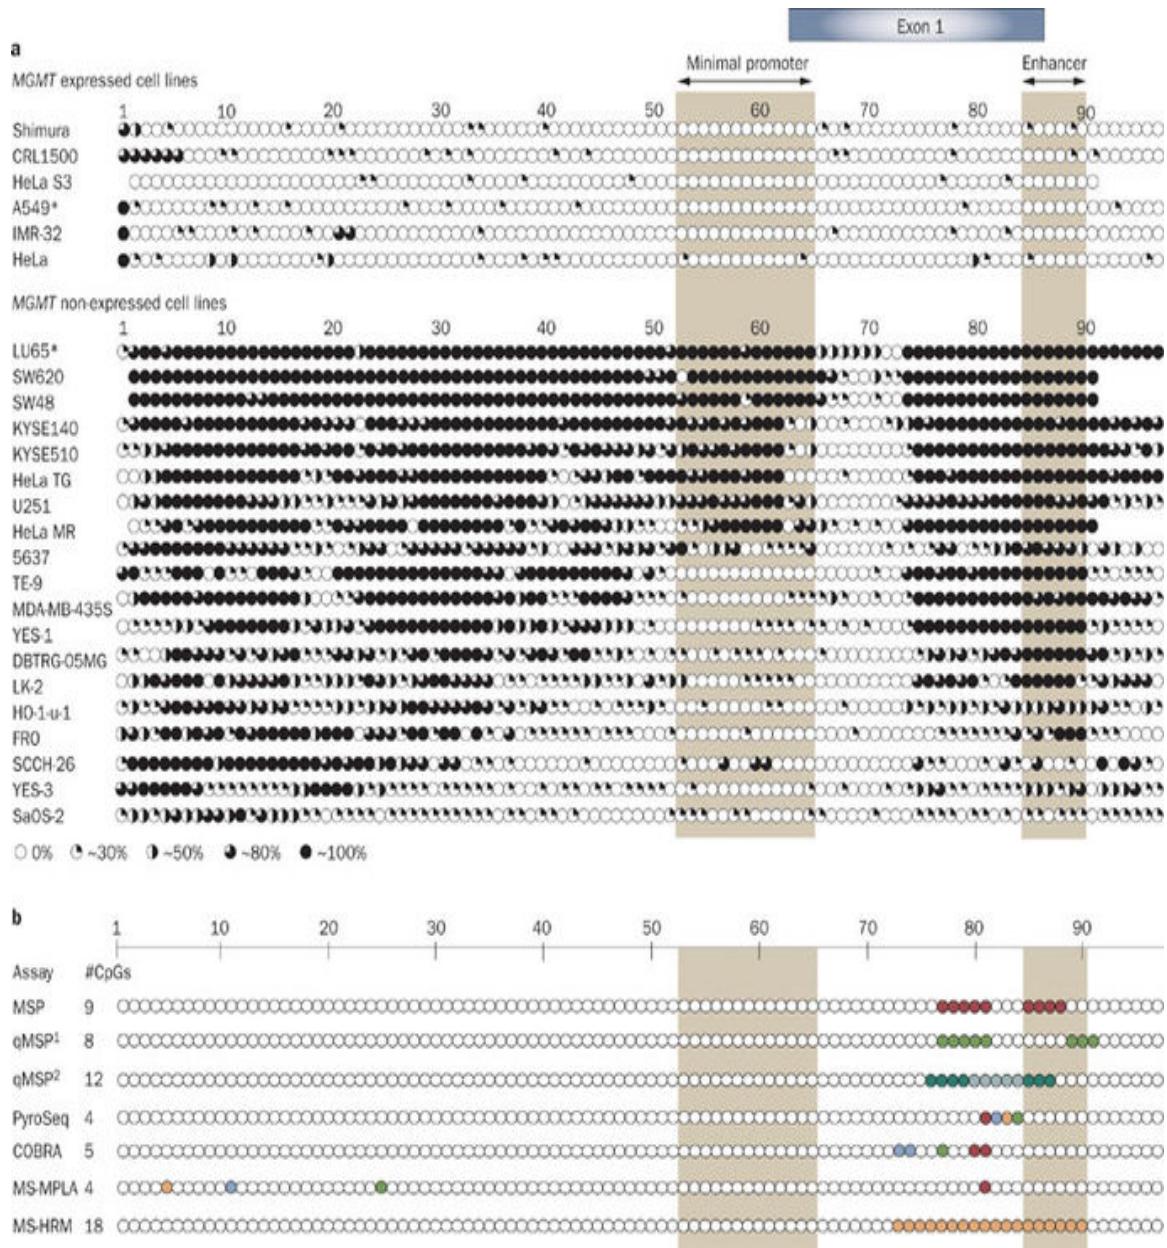 Exon 1
a
Minimal promoter Enhancer
MGMT expressed cell lines
1 10 20 30 40 50 60 70 80 90
Shimura
CRL1500
HeLa S3
A549*
IMR-32
HeLa
MGMT non-expressed cell lines
1 10 20 30 40 50 60 70 80 90
LU65*
SW620
SW48
KYSE140
KYSE510
HeLa TG
U251
HeLa MR
5637
TE-9
MDA-MB-435S
YES-1
DBTRG-05MG
LK-2
HO-1-u-1
FRO
SCCH-26
YES-3
SaOS-2
0% ~30% ~50% ~80% ~100%
b
1 10 20 30 40 50 60 70 80 90
Assay #CpGs
MSP 9
qMSP¹ 8
qMSP² 12
PyroSeq 4
COBRA 5
MS-MPLA 4
MS-HRM 18